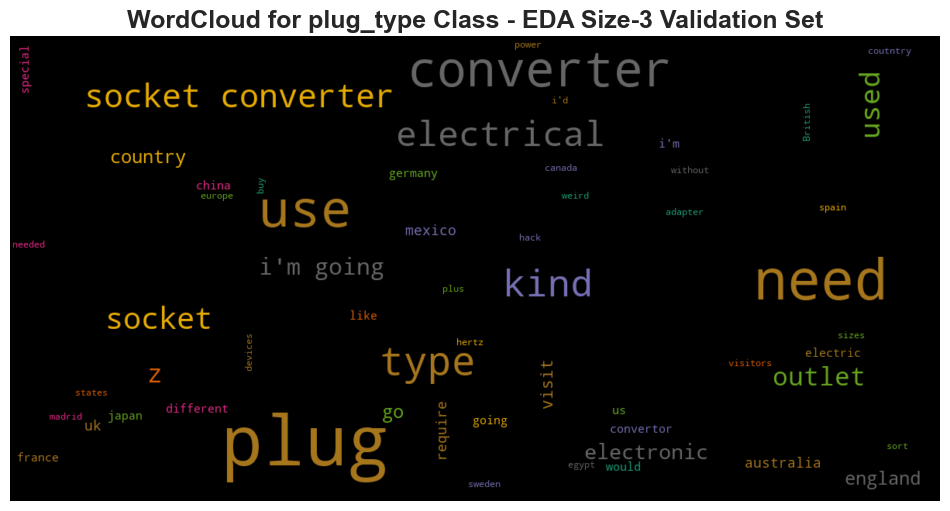 WordCloud for plug_type Class - EDA Size-3 Validation Set
power
special
converter
coutntry
socket converter
used
i'd
British
electrical
i'm
country
germany
canada
without
china
buy
europe
weird
adapter
spain
use
mexico
hack
needed
i'm going
kind
need
plus
socket
like
hertz
sizes
devices
type
visit
electric
z
visitors
outlet
states
madrid
japan
different
go
require
going
us
uk
plug
convertor
france
electronic
egypt
would
australia
sort
england
sweden